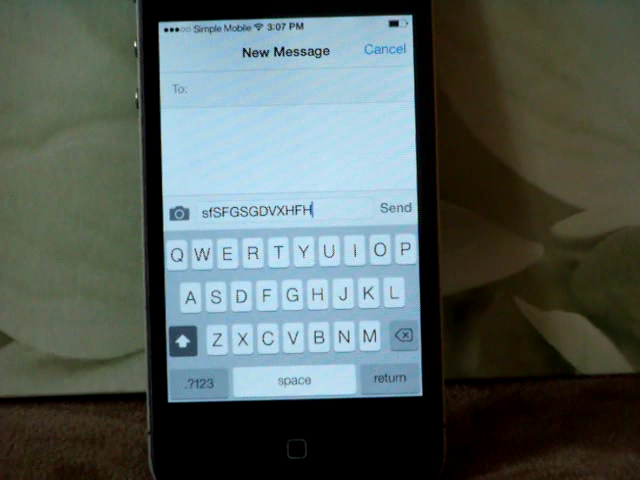 Simple Mobile 3:07 PM
New Message Cancel
To:
sfSFGSGDVXHFH Send
Q W E R T Y U I O P
A S D F G H J K L
Z X C V B N M
.?123 space return